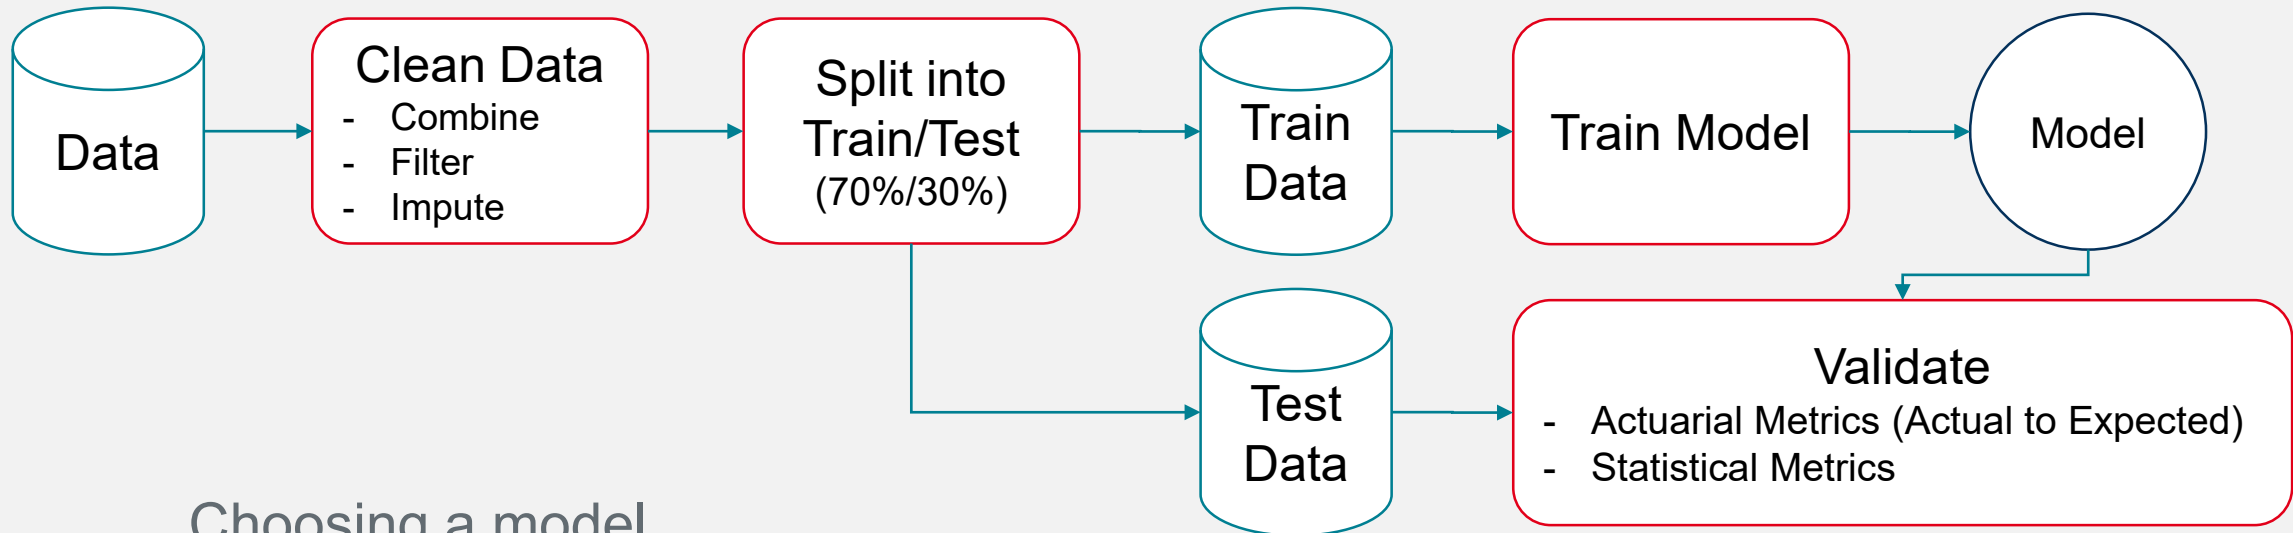 Data
Clean Data
- Combine
- Filter
- Impute
Split into
Train/Test
(70%/30%)
Train
Data
Train Model
Model
Test
Data
Validate
- Actuarial Metrics (Actual to Expected)
- Statistical Metrics
Choosing a model